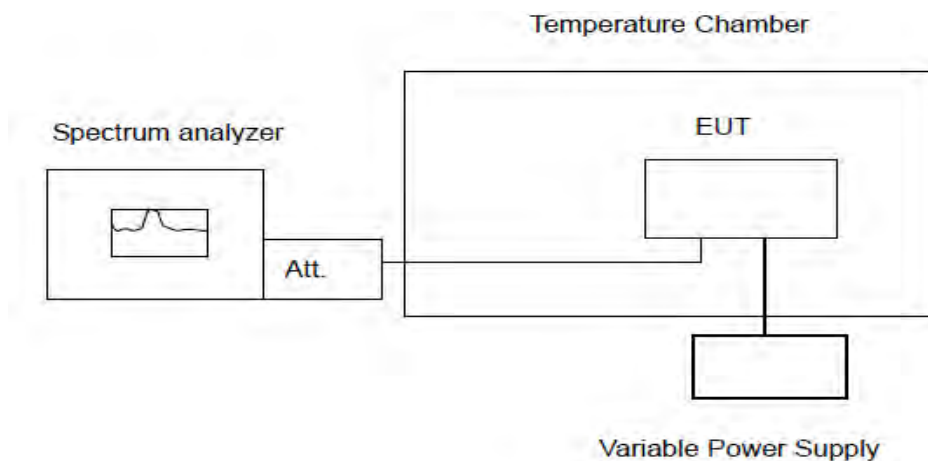 Temperature Chamber
Spectrum analyzer
EUT
Att.
Variable Power Supply